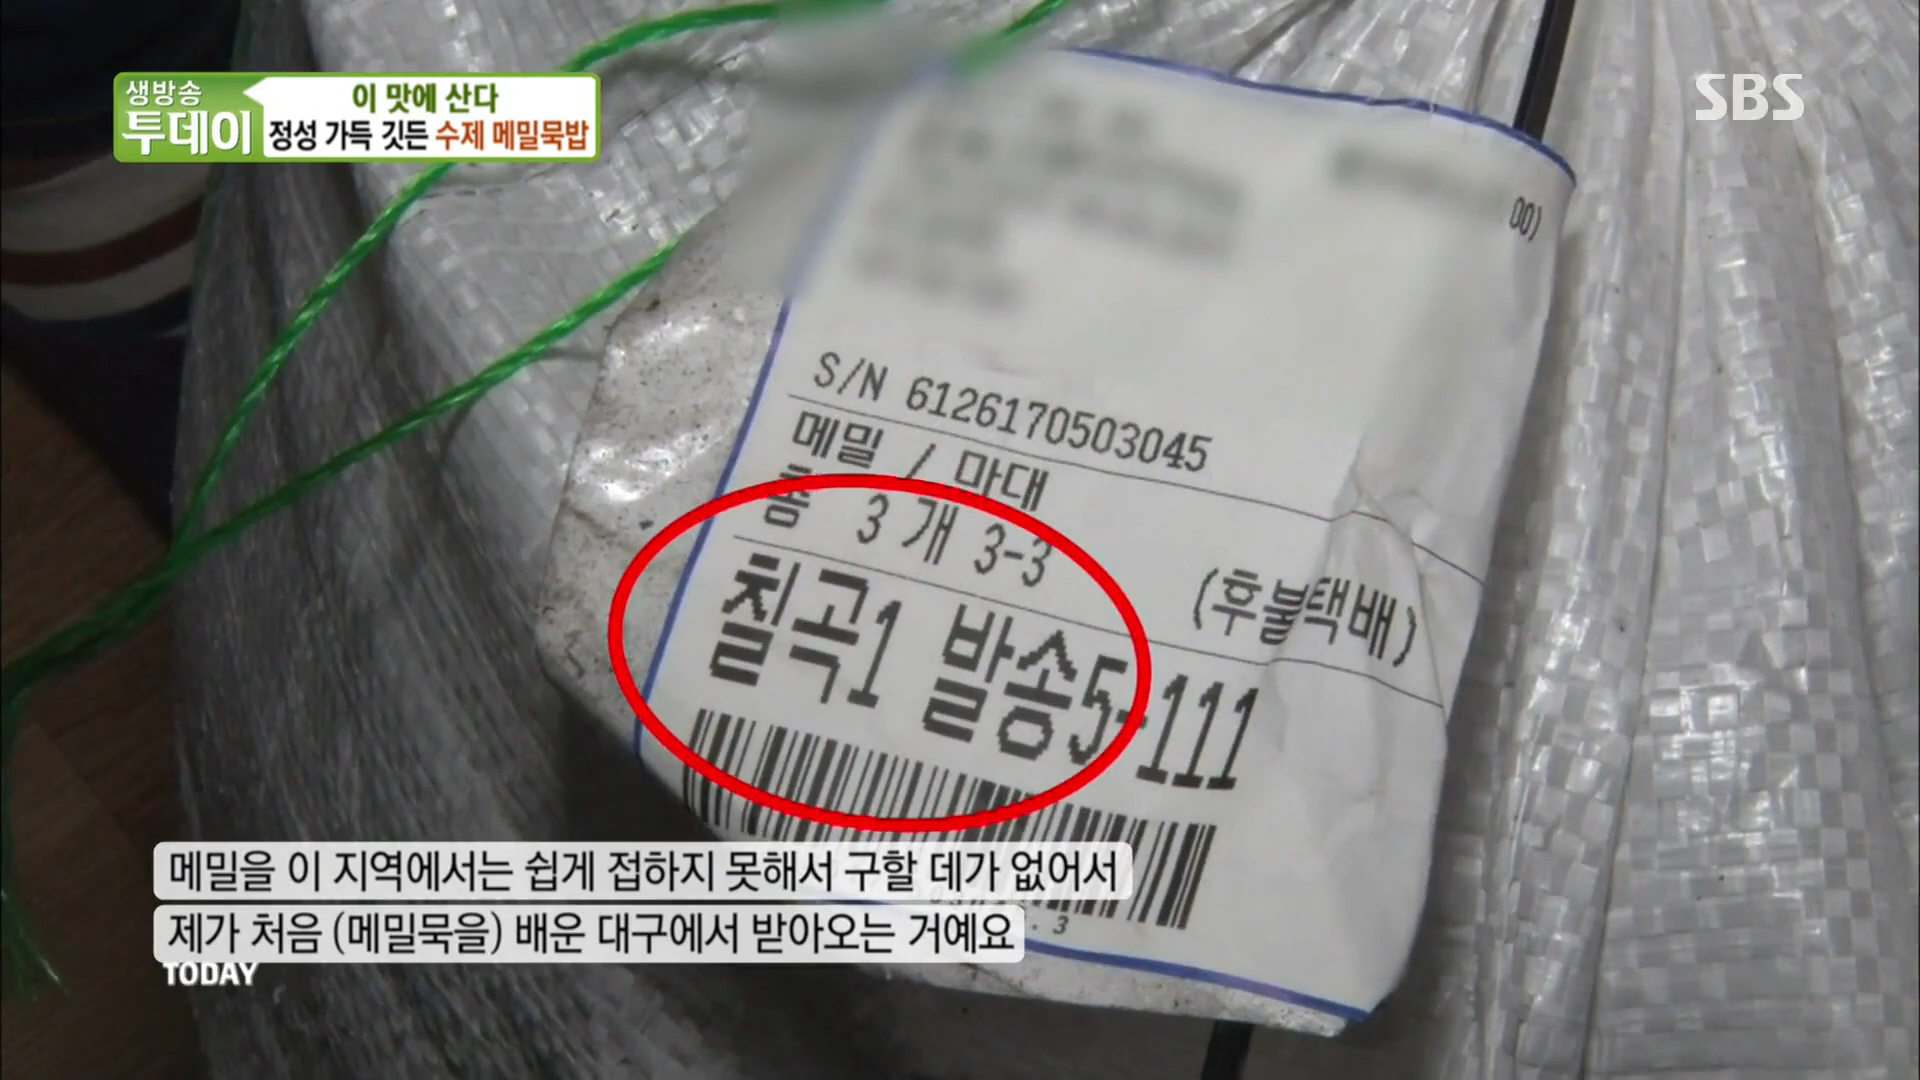 생방송
투데이
이 맛에 산다
정성 가득 깃든 수제 메밀묵밥
SBS
00)
S/N 6126170503045
메밀 / 마대
총 3 개 3-3
(후불택배)
칠곡1 발송5-111
메밀을 이 지역에서는 쉽게 접하지 못해서 구할 데가 없어서
제가 처음 (메밀묵을) 배운 대구에서 받아오는 거예요
TODAY